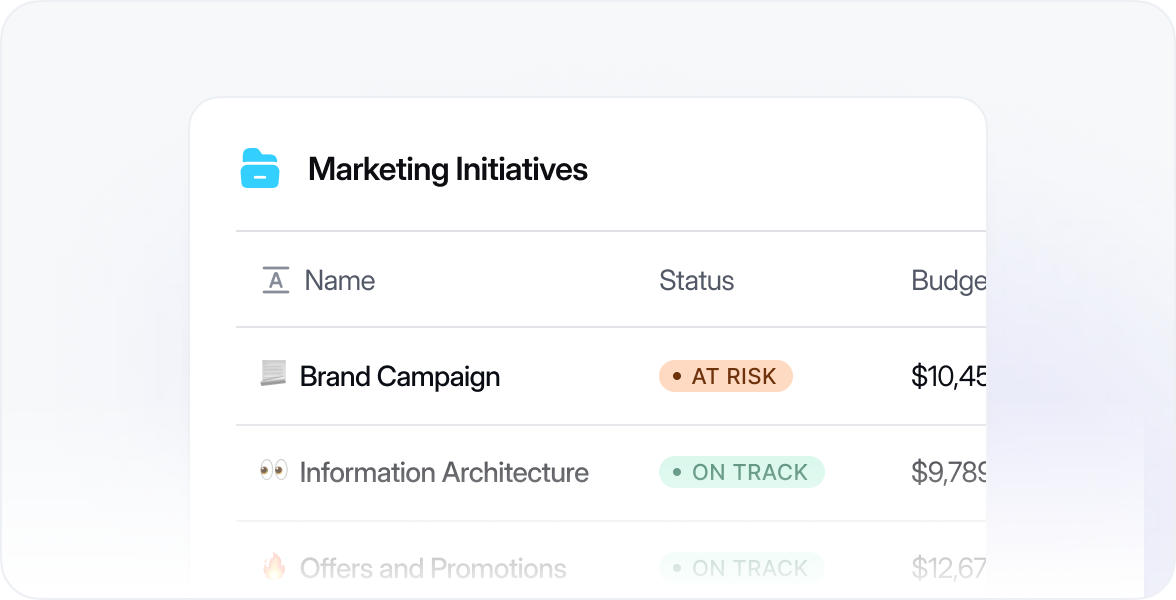 Marketing Initiatives
Name Status Budge
Brand Campaign AT RISK $10,45
Information Architecture ON TRACK $9,789
Offers and Promotions ON TRACK $12,67